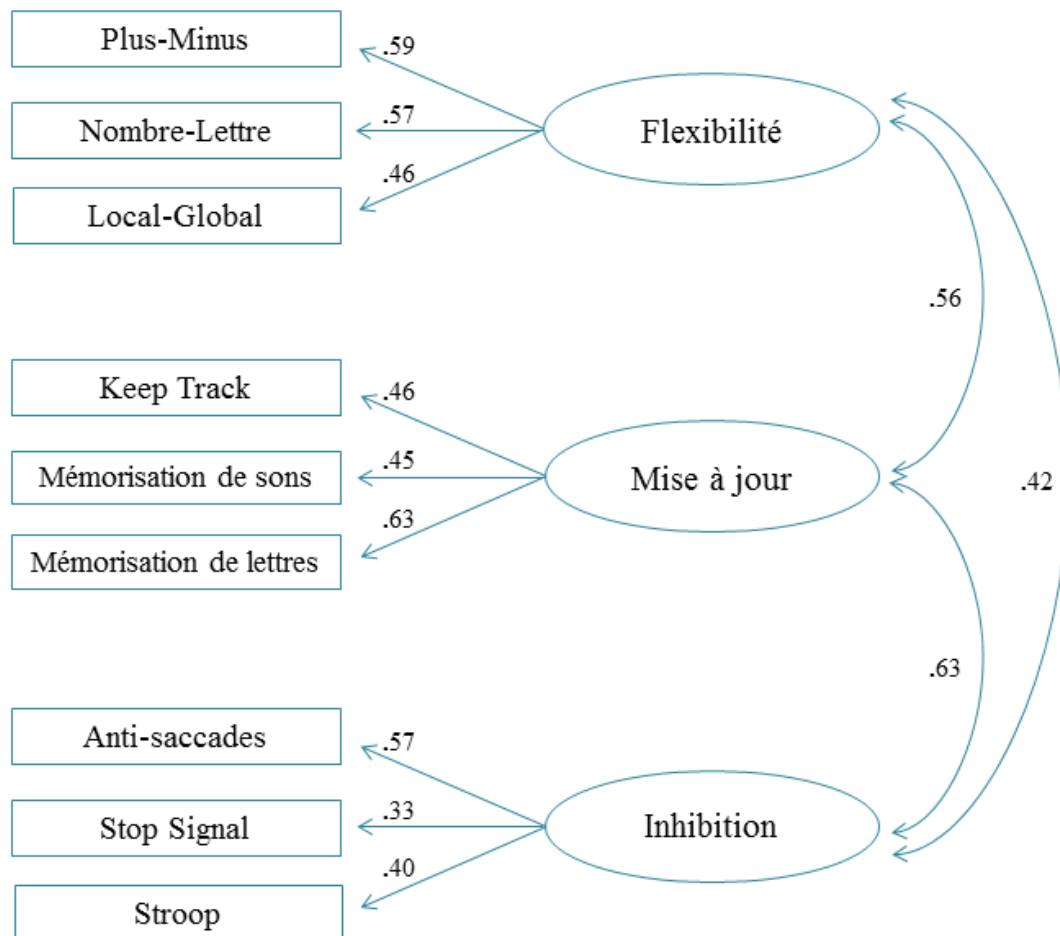 Plus-Minus
.59
Nombre-Lettre
.57
Flexibilité
.46
Local-Global
.56
Keep Track
.46
Mémorisation de sons
.45
Mise à jour
.42
.63
Mémorisation de lettres
.63
Anti-saccades
.57
Stop Signal
.33
Inhibition
.40
Stroop